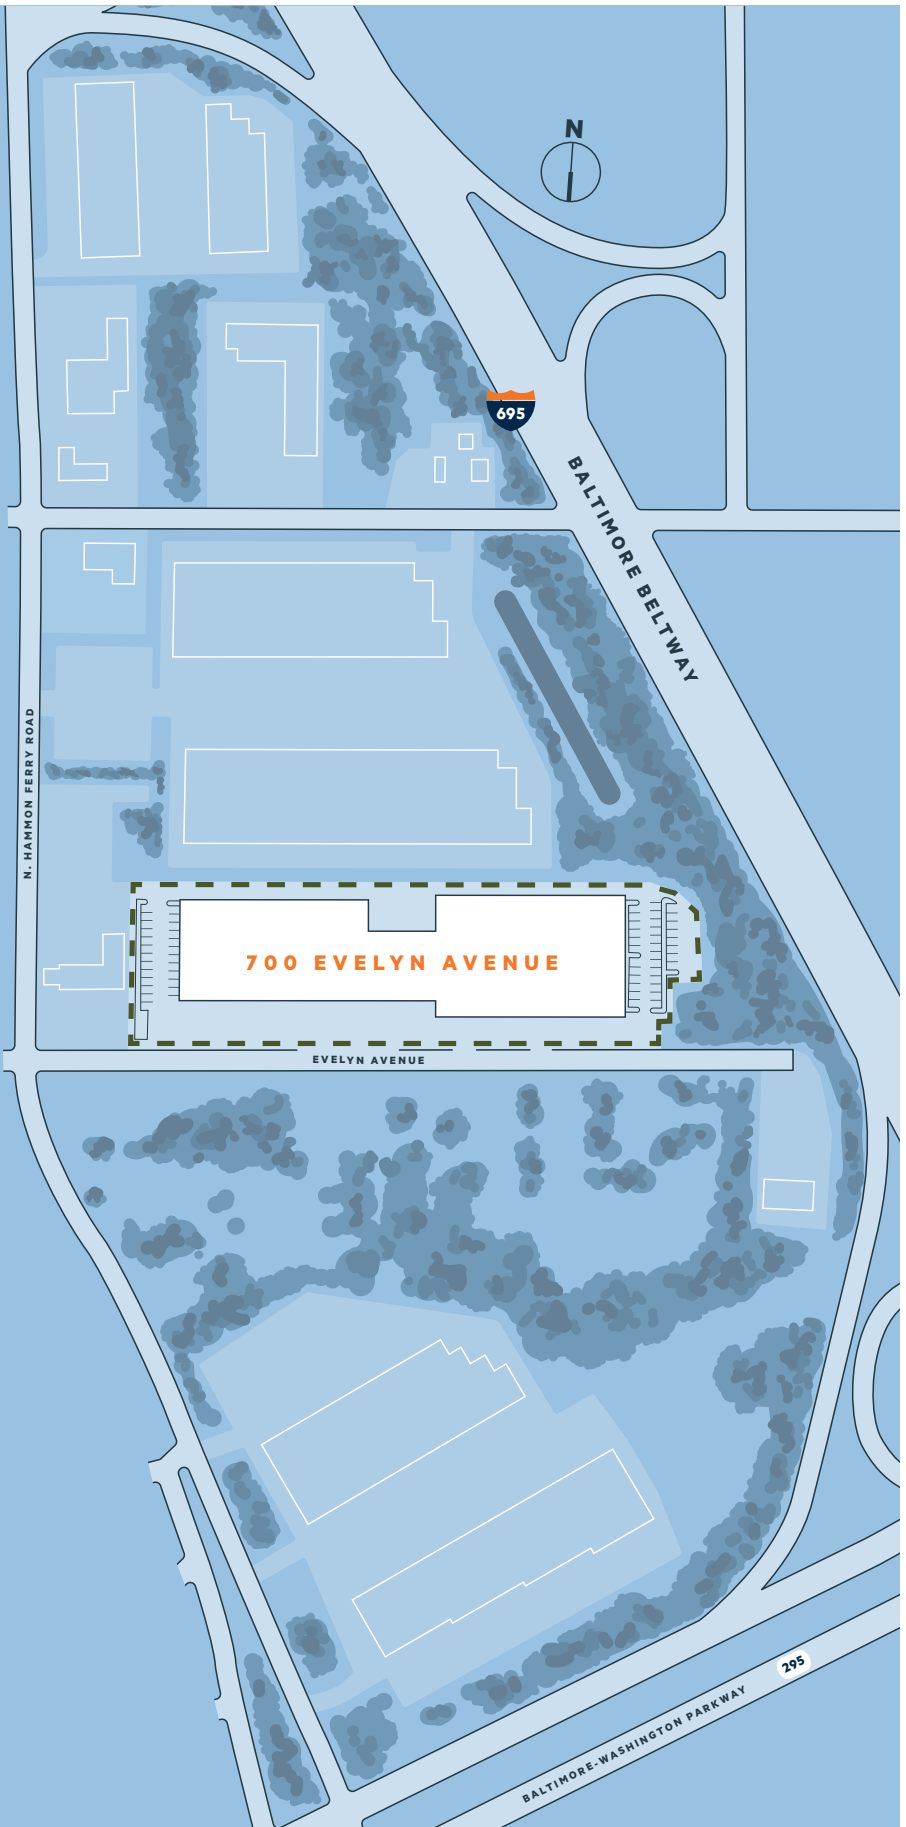 N
695
BALTIMORE BELTWAY
N. HAMMON FERRY ROAD
700 EVELYN AVENUE
EVELYN AVENUE
295
BALTIMORE-WASHINGTON PARKWAY